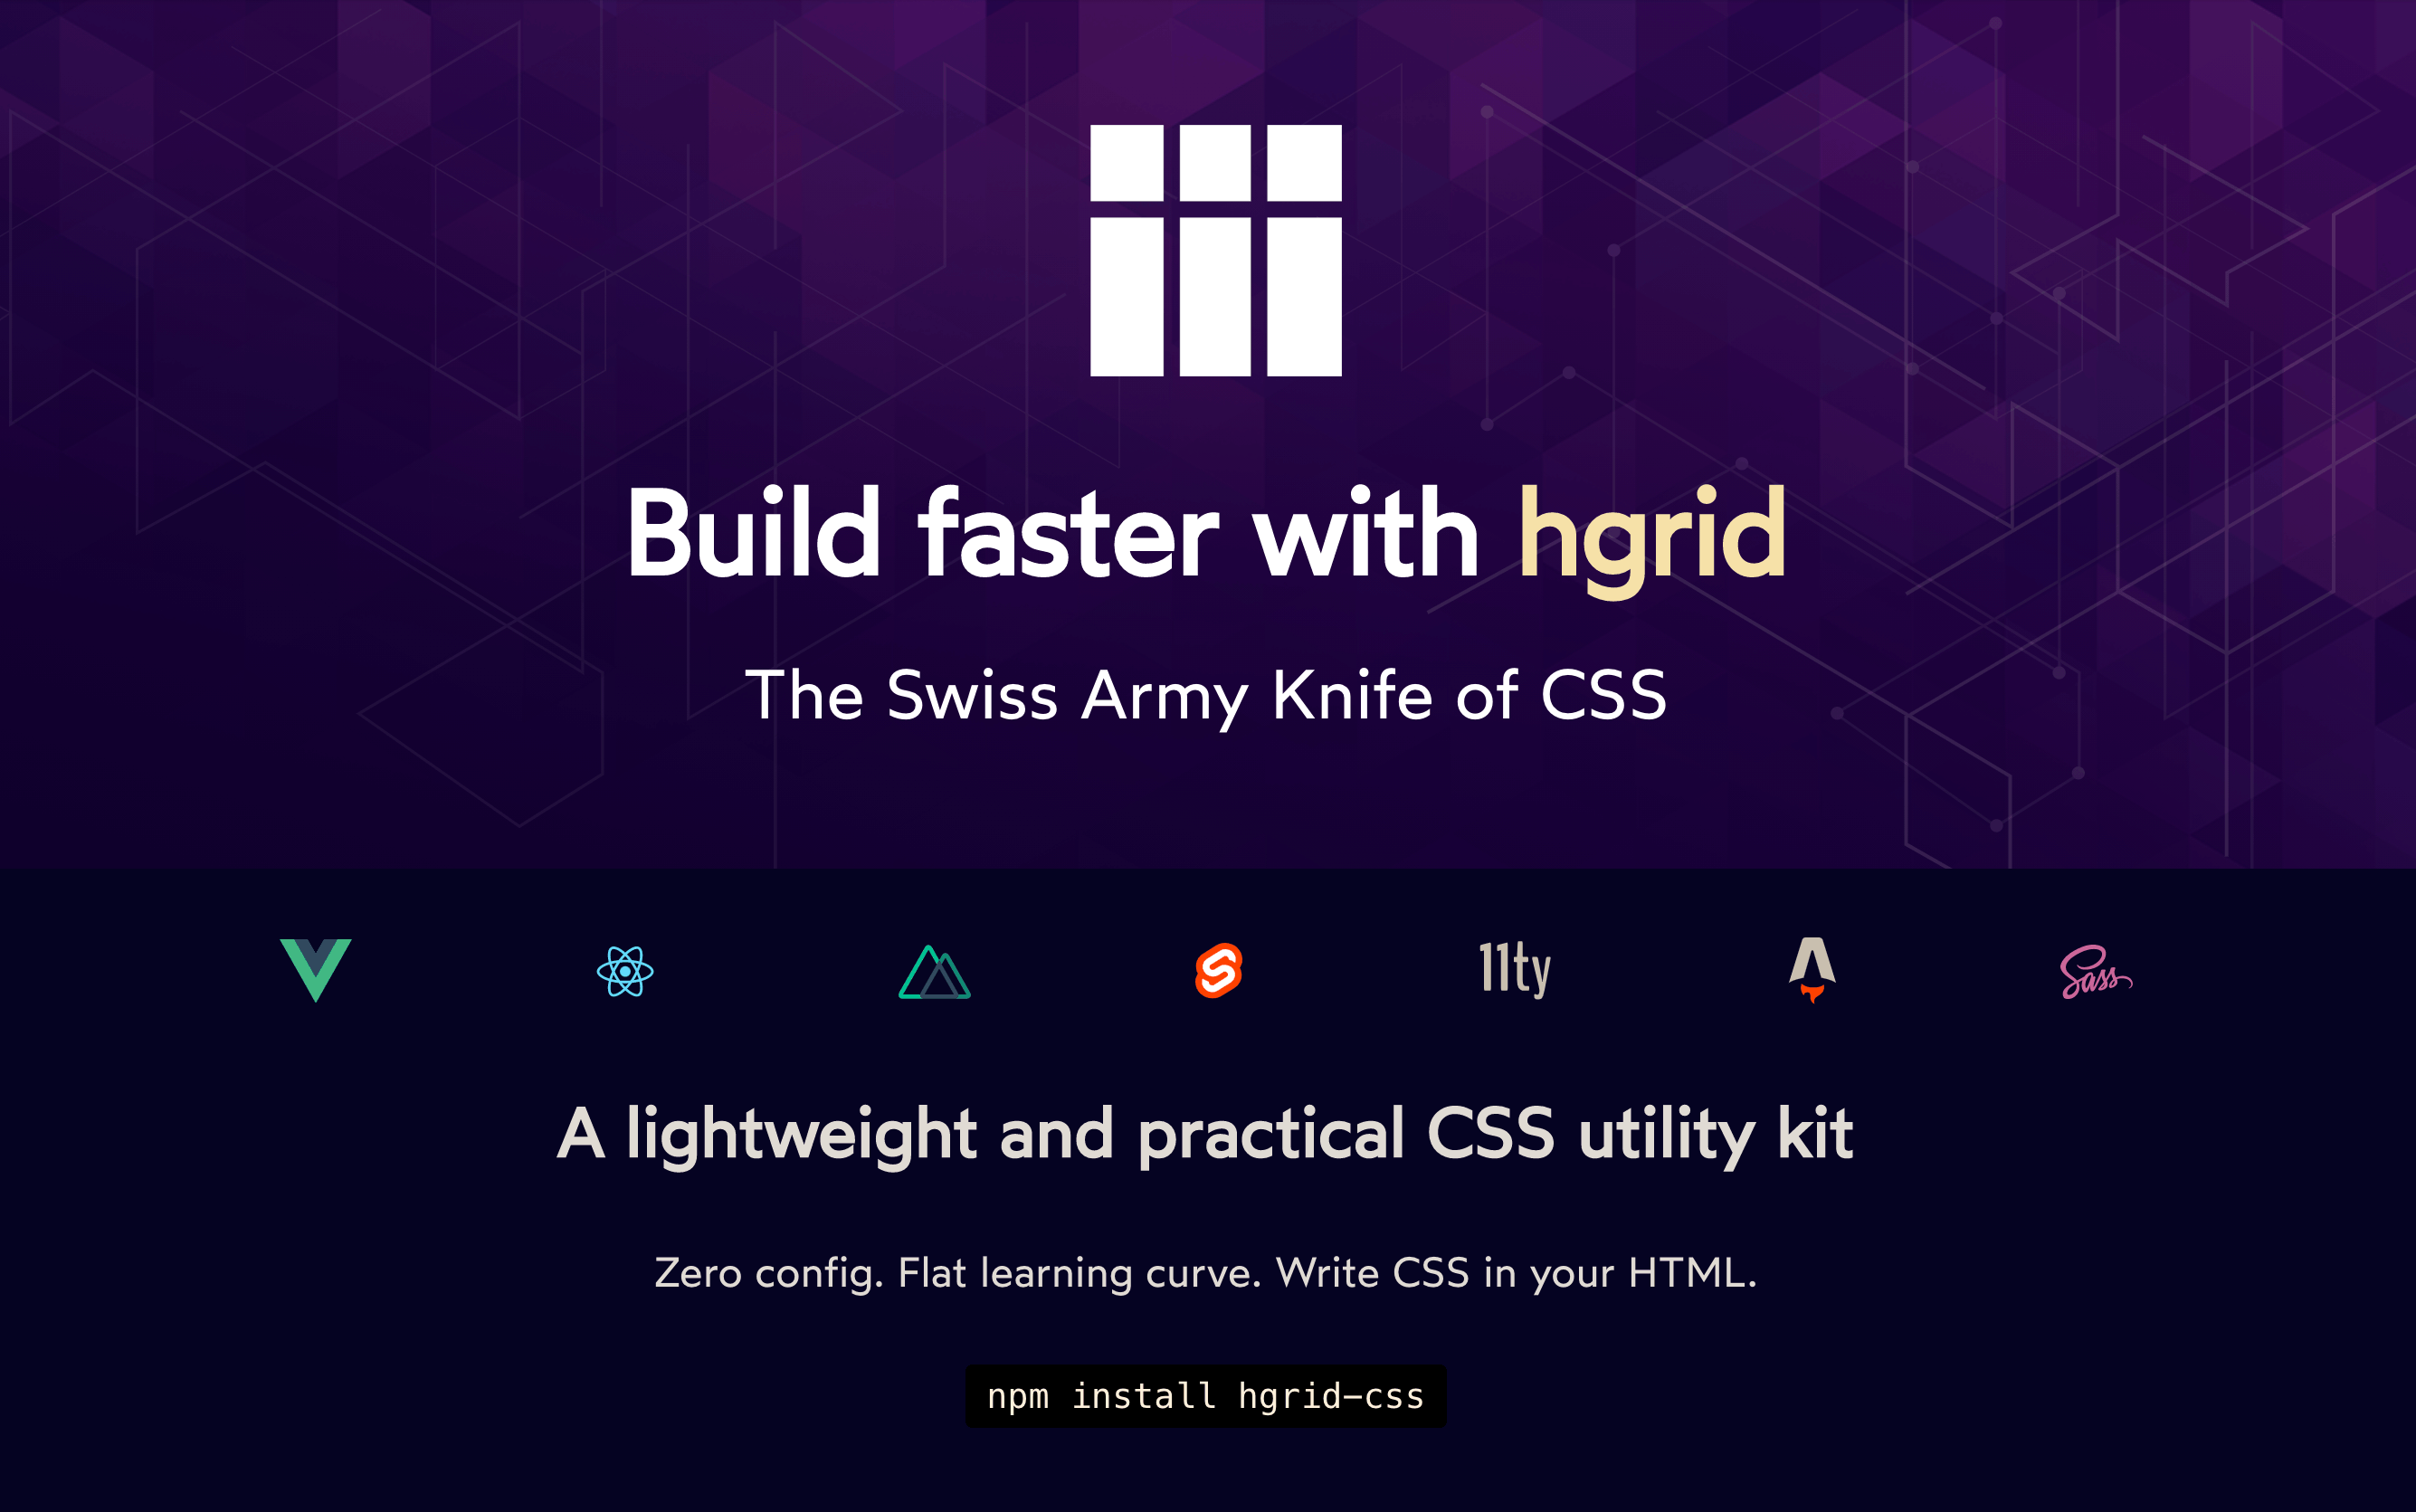 Build faster with hgrid
The Swiss Army Knife of CSS
11ty
Sass
A lightweight and practical CSS utility kit
Zero config. Flat learning curve. Write CSS in your HTML.
npm install hgrid-css